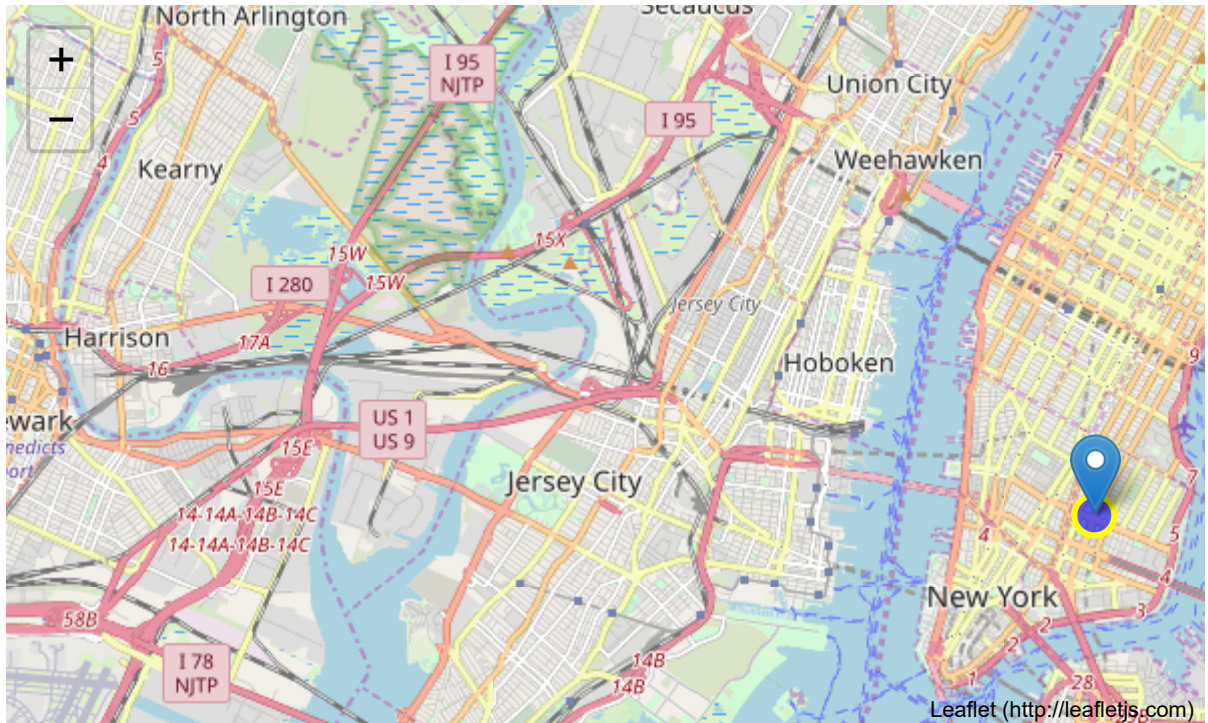 North Arlington
Secaucus
+
−
5
I 95
NJTP
Union City
5
I 95
4
Kearny
7
Weehawken
15X
15W
I 280
15W
Jersey City
Harrison
17A
16
9
Hoboken
ewark
nedicts
port
US 1
US 9
15E
7
Jersey City
15E
14-14A-14B-14C
4
5
14-14A-14B-14C
4
58B
New York
3
2
2
I 78
NJTP
14B
14B
1
28
Leaflet (http://leafletjs.com)